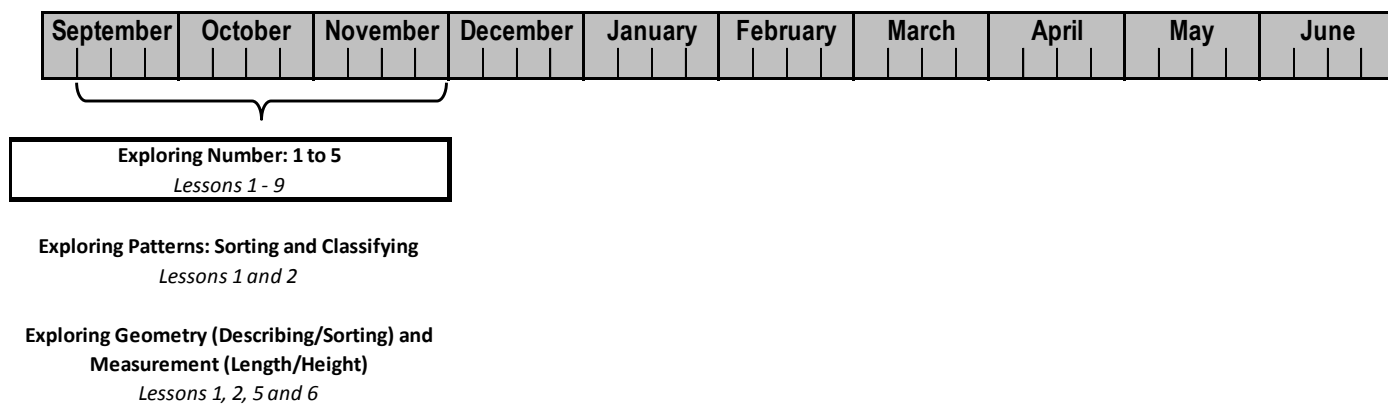 September October November December January February March April May June
Exploring Number: 1 to 5
Lessons 1 - 9
Exploring Patterns: Sorting and Classifying
Lessons 1 and 2
Exploring Geometry (Describing/Sorting) and
Measurement (Length/Height)
Lessons 1, 2, 5 and 6